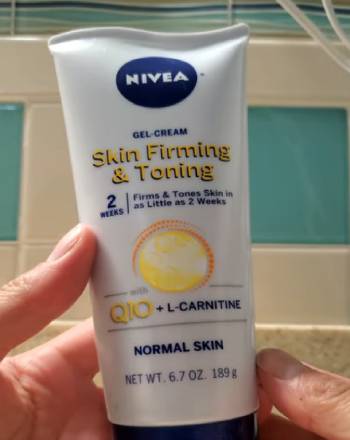 NIVEA
GEL-CREAM
Skin Firming
& Toning
2
WEEKS
Firms & Tones Skin in
as Little as 2 Weeks
with
Q10 + L-CARNITINE
NORMAL SKIN
NET WT. 6.7 OZ. 189 g